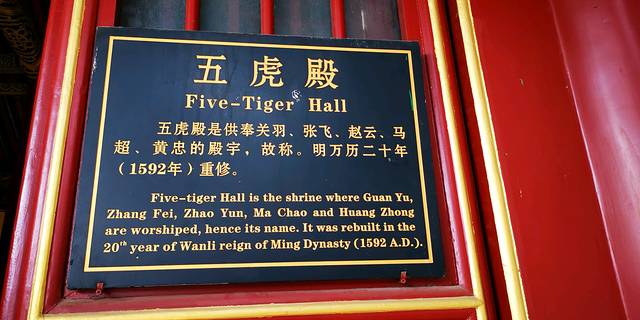 五虎殿
Five-Tiger Hall
五虎殿是供奉关羽、张飞、赵云、马
超、黄忠的殿宇，故称。明万历二十年
（1592年）重修。
Five-tiger Hall is the shrine where Guan Yu,
Zhang Fei, Zhao Yun, Ma Chao and Huang Zhong
are worshiped, hence its name. It was rebuilt in the
20th year of Wanli reign of Ming Dynasty (1592 A.D.).